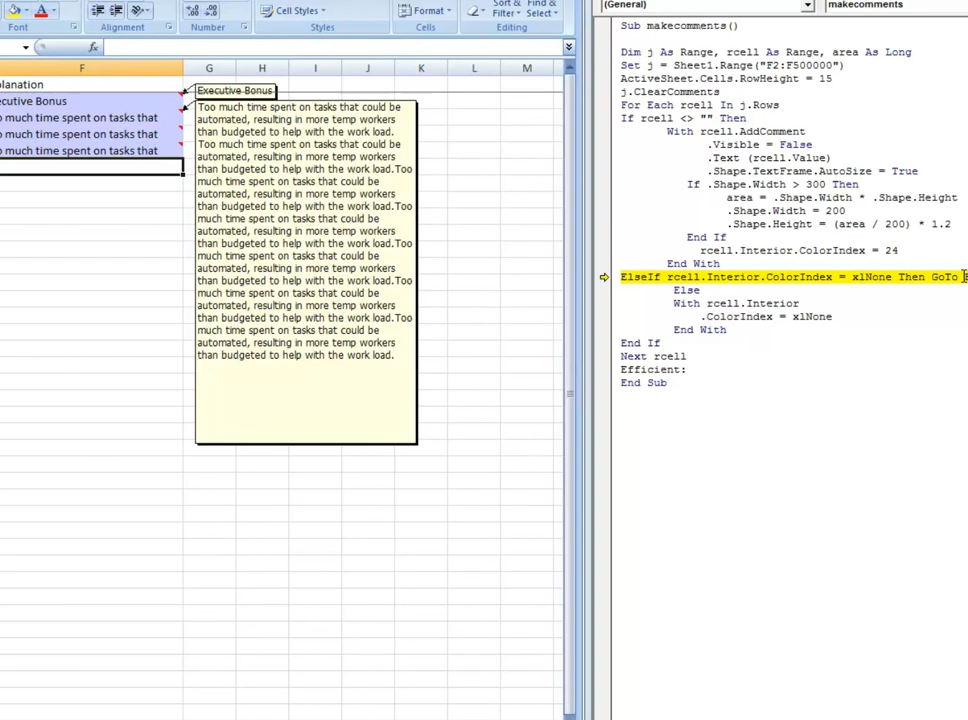 Cell Styles
Format
Sort &
Filter
Find &
Select
Font
Alignment
Number
Styles
Cells
Editing
A
.0 .00
.00 .0
fx
F G H I J K L M
planation
ecutive Bonus
o much time spent on tasks that
o much time spent on tasks that
o much time spent on tasks that
Executive Bonus
Too much time spent on tasks that could be
automated, resulting in more temp workers
than budgeted to help with the work load.
Too much time spent on tasks that could be
automated, resulting in more temp workers
than budgeted to help with the work load.Too
much time spent on tasks that could be
automated, resulting in more temp workers
than budgeted to help with the work load.Too
much time spent on tasks that could be
automated, resulting in more temp workers
than budgeted to help with the work load.Too
much time spent on tasks that could be
automated, resulting in more temp workers
than budgeted to help with the work load.Too
much time spent on tasks that could be
automated, resulting in more temp workers
than budgeted to help with the work load.Too
much time spent on tasks that could be
automated, resulting in more temp workers
than budgeted to help with the work load.
(General)
makecomments
Sub makecomments()
Dim j As Range, rcell As Range, area As Long
Set j = Sheet1.Range("F2:F500000")
ActiveSheet.Cells.RowHeight = 15
j.ClearComments
For Each rcell In j.Rows
If rcell <> "" Then
With rcell.AddComment
.Visible = False
.Text (rcell.Value)
.Shape.TextFrame.AutoSize = True
If .Shape.Width > 300 Then
area = .Shape.Width * .Shape.Height
.Shape.Width = 200
.Shape.Height = (area / 200) * 1.2
End If
rcell.Interior.ColorIndex = 24
End With
ElseIf rcell.Interior.ColorIndex = xlNone Then GoTo
Else
With rcell.Interior
.ColorIndex = xlNone
End With
End If
Next rcell
Efficient:
End Sub